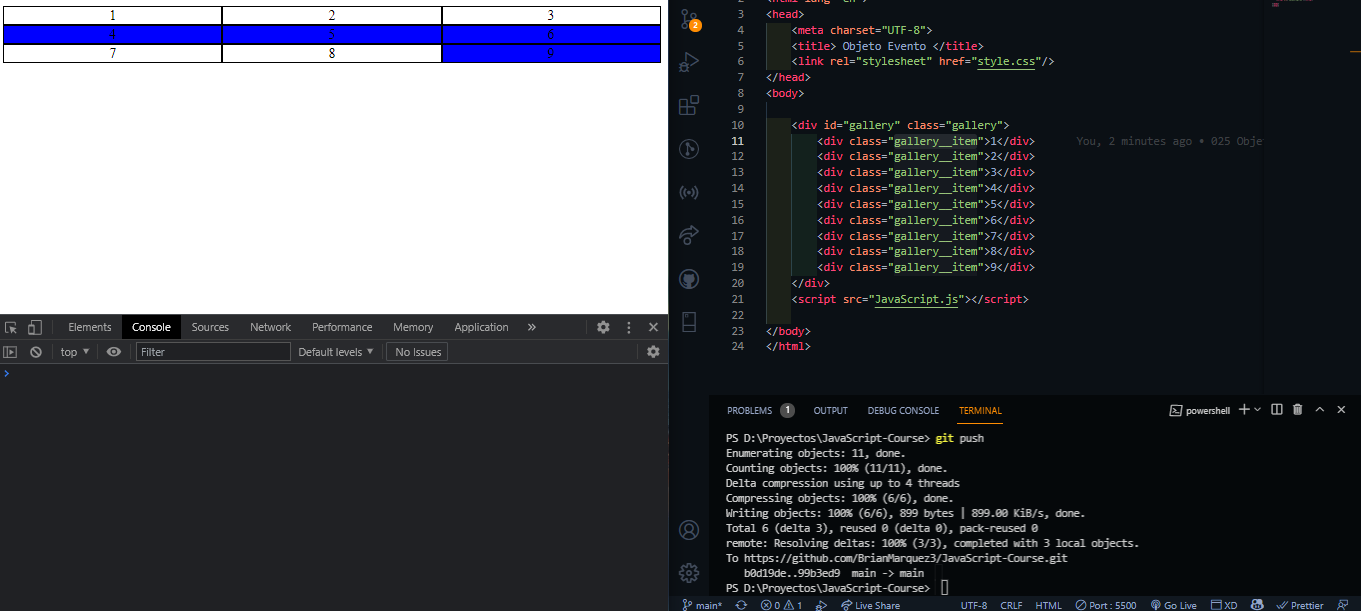 1 2 3
4 5 6
7 8 9
Elements Console Sources Network Performance Memory Application »
top ▼ Filter Default levels ▼ No Issues
›
2
3 <head>
4 <meta charset="UTF-8">
5 <title> Objeto Evento </title>
6 <link rel="stylesheet" href="style.css"/>
7 </head>
8 <body>
9
10 <div id="gallery" class="gallery">
11 <div class="gallery__item">1</div> You, 2 minutes ago • 025 Obje
12 <div class="gallery__item">2</div>
13 <div class="gallery__item">3</div>
14 <div class="gallery__item">4</div>
15 <div class="gallery__item">5</div>
16 <div class="gallery__item">6</div>
17 <div class="gallery__item">7</div>
18 <div class="gallery__item">8</div>
19 <div class="gallery__item">9</div>
20 </div>
21 <script src="JavaScript.js"></script>
22
23 </body>
24 </html>
PROBLEMS 1 OUTPUT DEBUG CONSOLE TERMINAL powershell
PS D:\Proyectos\JavaScript-Course> git push
Enumerating objects: 11, done.
Counting objects: 100% (11/11), done.
Delta compression using up to 4 threads
Compressing objects: 100% (6/6), done.
Writing objects: 100% (6/6), 899 bytes | 899.00 KiB/s, done.
Total 6 (delta 3), reused 0 (delta 0), pack-reused 0
remote: Resolving deltas: 100% (3/3), completed with 3 local objects.
To https://github.com/BrianMarquez3/JavaScript-Course.git
b0d19de..99b3ed9 main -> main
PS D:\Proyectos\JavaScript-Course>
main* 0 1 Live Share UTF-8 CRLF HTML Port : 5500 Go Live XD Prettier